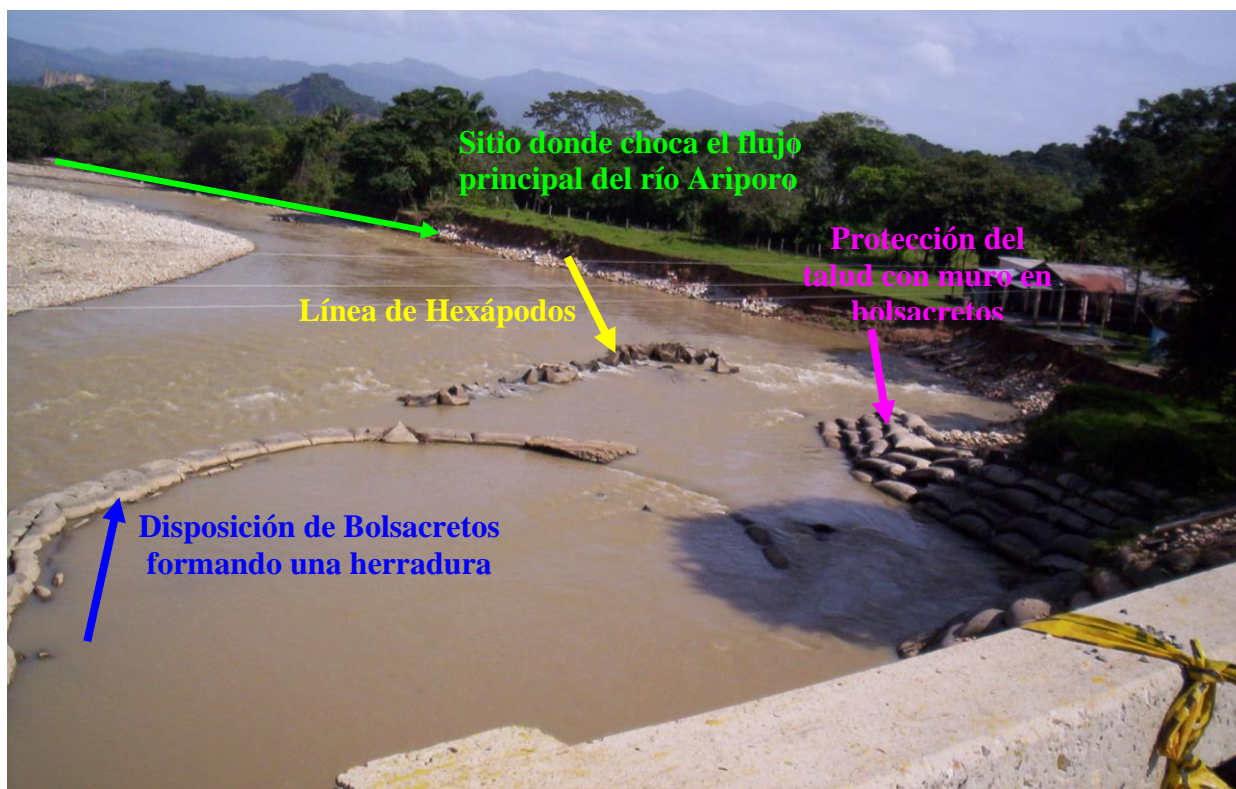 Sitio donde choca el flujo
principal del río Ariporo
Protección del
talud con muro en
bolsacretos
Línea de Hexápodos
Disposición de Bolsacretos
formando una herradura